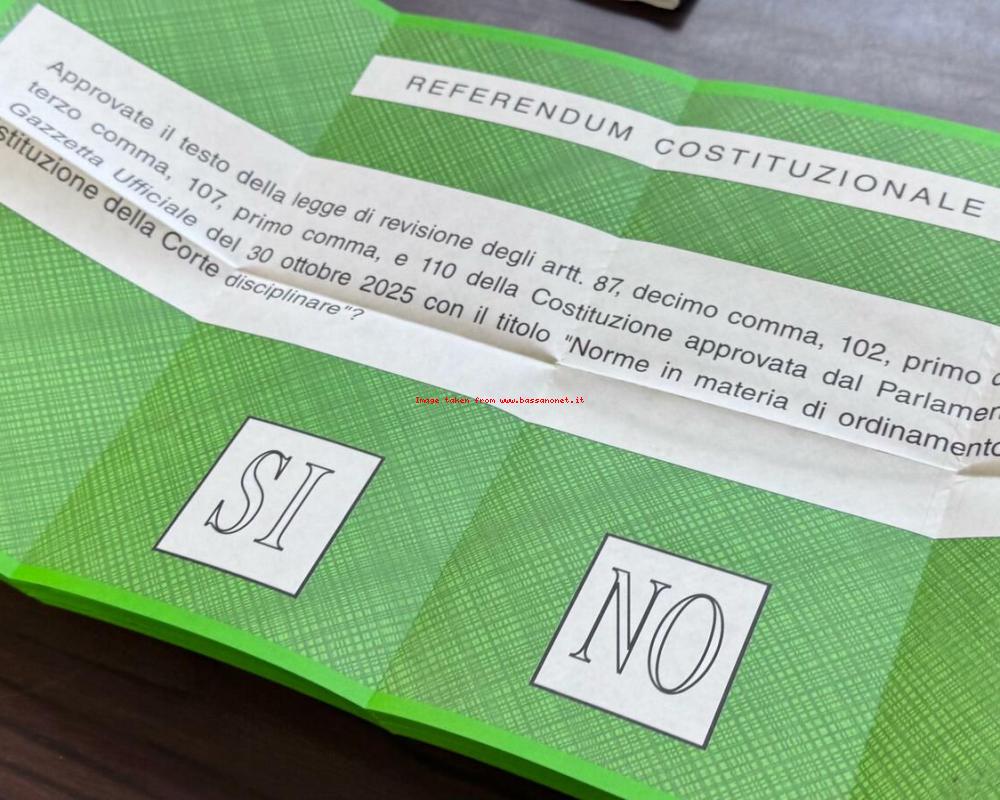 REFERENDUM COSTITUZIONALE
Approvate il testo della legge di revisione degli artt. 87, decimo comma, 102, primo
terzo comma, 107, primo comma, e 110 della Costituzione approvata dal Parlamen
Gazzetta Ufficiale del 30 ottobre 2025 con il titolo "Norme in materia di ordinamento
stituzione della Corte disciplinare"?
Image taken from www.bassanonet.it
SI
NO